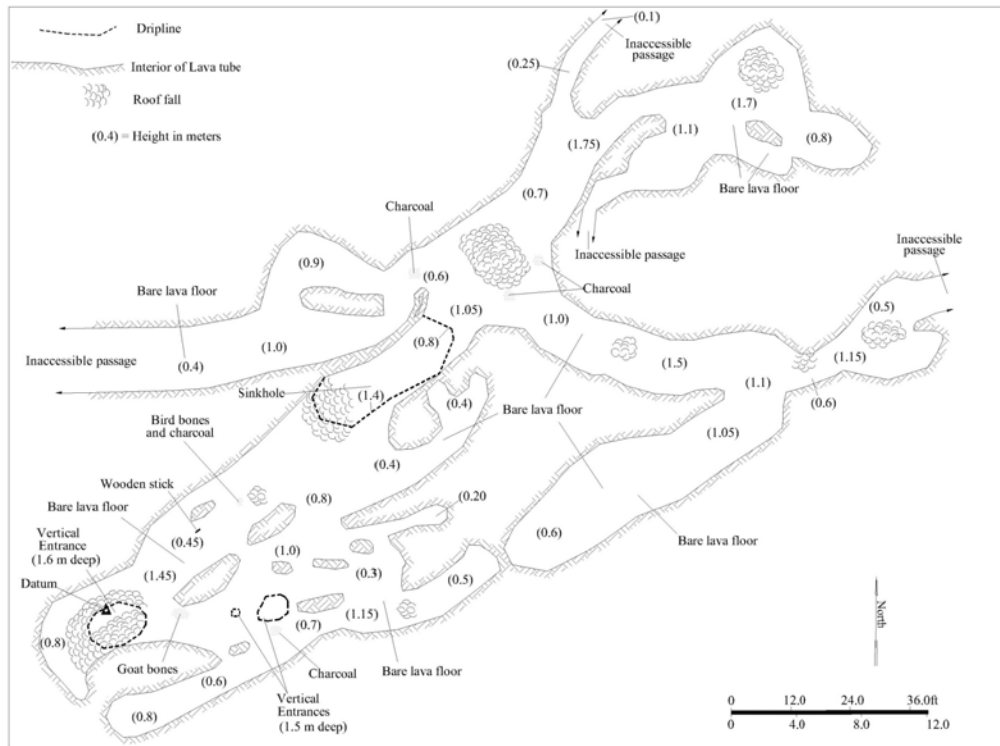 Dripline
Interior of Lava tube
Roof fall
(0.4) = Height in meters
(0.1)
Inaccessible
passage
(0.25)
(1.7)
(1.1)
(0.8)
(1.75)
Bare lava floor
(0.7)
Charcoal
Inaccessible passage
Inaccessible
passage
(0.9)
(0.6)
Charcoal
Bare lava floor
(1.05)
(1.0)
(0.5)
(1.0)
(0.8)
Inaccessible passage
(0.4)
(1.5)
(1.15)
(1.1)
(0.6)
Sinkhole
(1.4)
(0.4)
Bare lava floor
(1.05)
Bird bones
and charcoal
(0.4)
Wooden stick
(0.8)
(0.20)
Bare lava floor
Vertical
Entrance
(1.6 m deep)
(0.45)
(1.0)
(0.6)
Bare lava floor
Datum
(1.45)
(0.3)
(0.5)
(0.8)
(0.7)
(1.15)
Goat bones
(0.6)
Charcoal
Bare lava floor
(0.8)
Vertical
Entrances
(1.5 m deep)
North
0 12.0 24.0 36.0ft
0 4.0 8.0 12.0